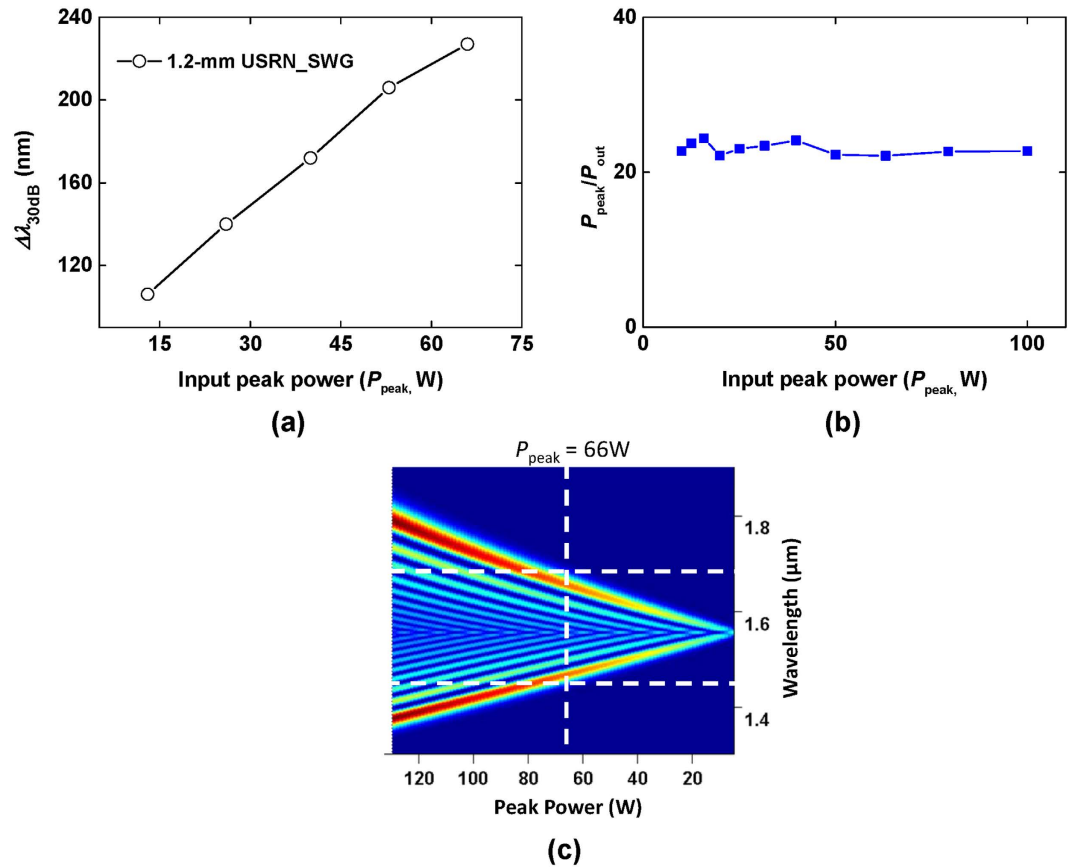 240
200
160
120
15 30 45 60 75
Δλ30dB (nm)
1.2-mm USRN_SWG
Input peak power (Ppeak, W)
(a)
40
20
0
0 50 100
Ppeak/Pout
Input peak power (Ppeak, W)
(b)
Ppeak = 66W
1.8
1.6
1.4
Wavelength (μm)
120 100 80 60 40 20
Peak Power (W)
(c)